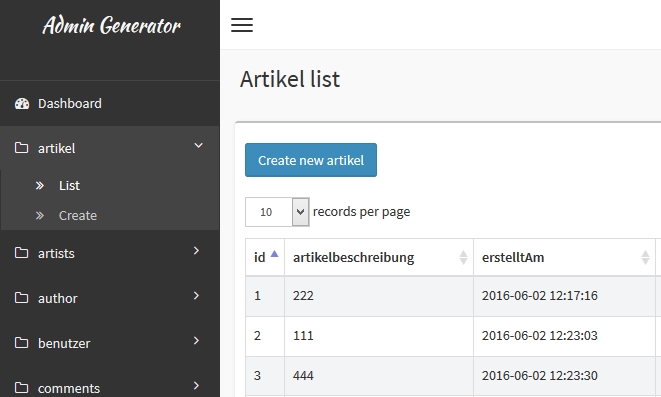 Admin Generator
Dashboard
artikel
List
Create
artists
author
benutzer
comments
Artikel list
Create new artikel
10 records per page
id artikelbeschreibung erstelltAm
1 222 2016-06-02 12:17:16
2 111 2016-06-02 12:23:03
3 444 2016-06-02 12:23:30